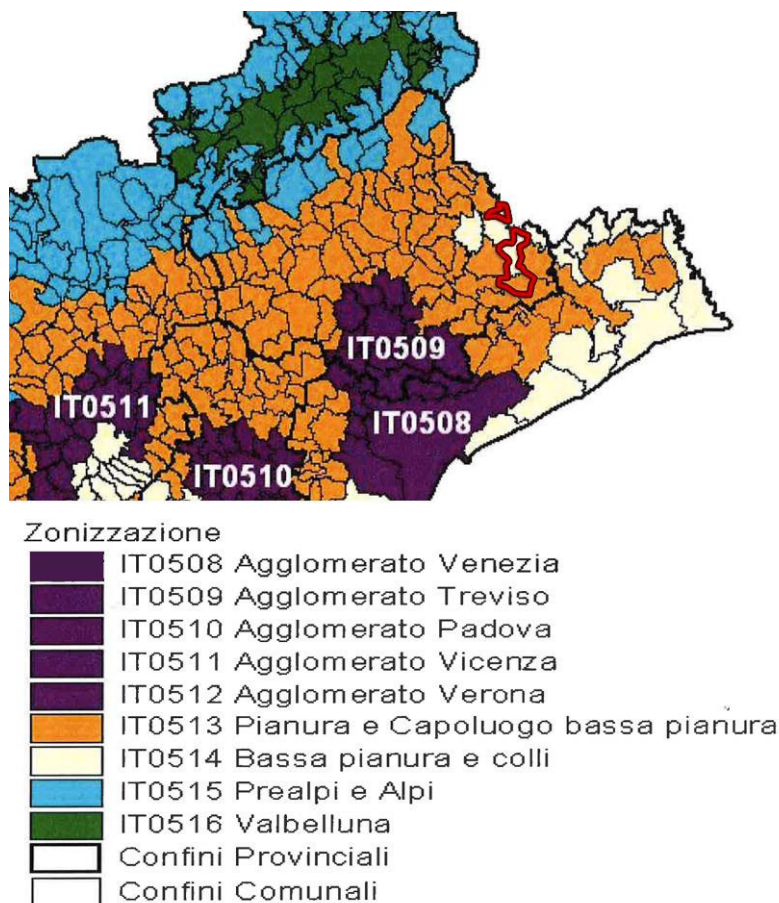 IT0509
IT0511
IT0508
IT0510
Zonizzazione
IT0508 Agglomerato Venezia
IT0509 Agglomerato Treviso
IT0510 Agglomerato Padova
IT0511 Agglomerato Vicenza
IT0512 Agglomerato Verona
IT0513 Pianura e Capoluogo bassa pianura
IT0514 Bassa pianura e colli
IT0515 Prealpi e Alpi
IT0516 Valbelluna
Confini Provinciali
Confini Comunali